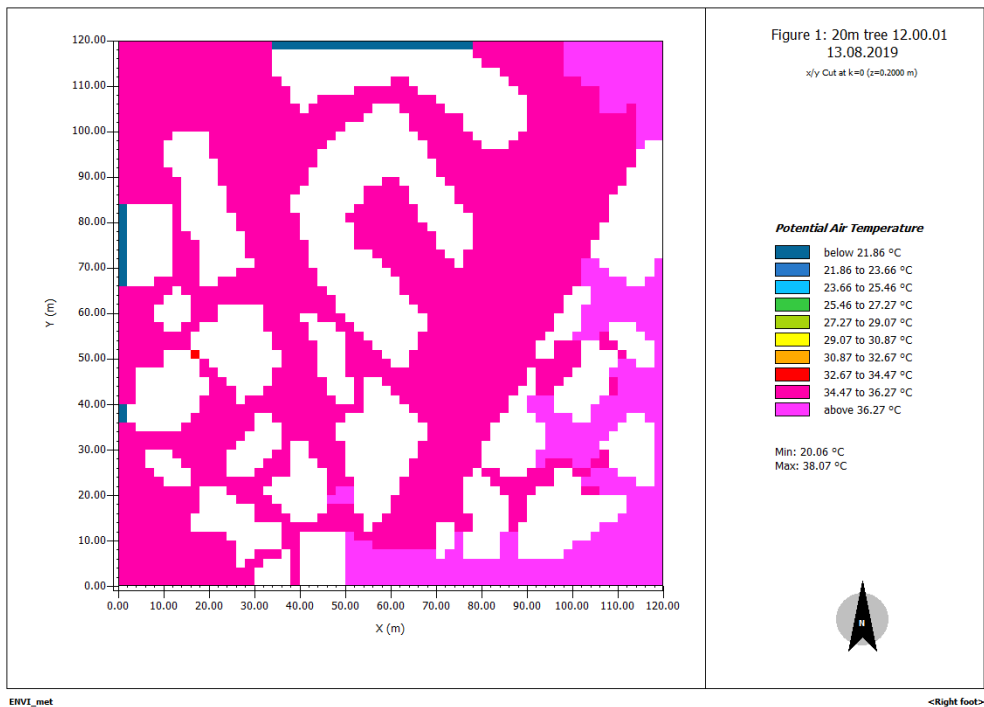 Figure 1: 20m tree 12.00.01
13.08.2019
x/y Cut at k=0 (z=0.2000 m)
120.00
110.00
100.00
90.00
80.00
70.00
60.00
50.00
40.00
30.00
20.00
10.00
0.00
Y (m)
0.00 10.00 20.00 30.00 40.00 50.00 60.00 70.00 80.00 90.00 100.00 110.00 120.00
X (m)
Potential Air Temperature
below 21.86 °C
21.86 to 23.66 °C
23.66 to 25.46 °C
25.46 to 27.27 °C
27.27 to 29.07 °C
29.07 to 30.87 °C
30.87 to 32.67 °C
32.67 to 34.47 °C
34.47 to 36.27 °C
above 36.27 °C
Min: 20.06 °C
Max: 38.07 °C
N
ENVI_met
<Right foot>